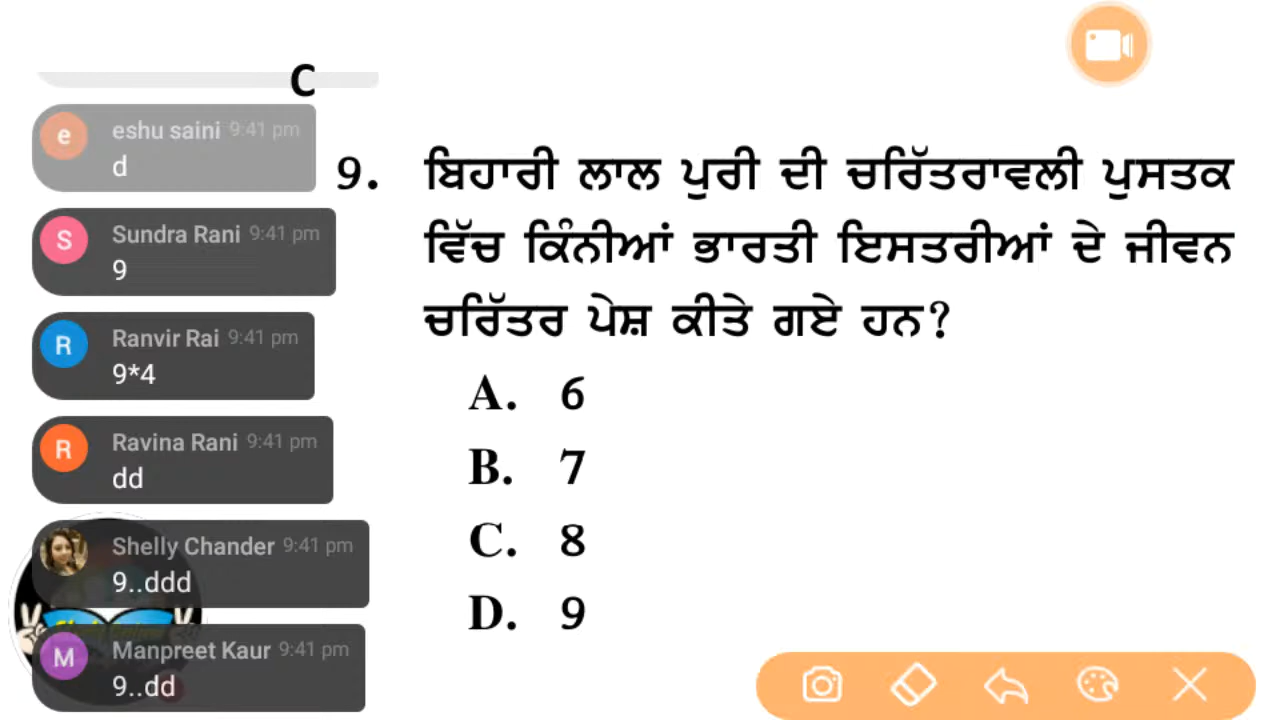 C
e
eshu saini 9:41 pm
d
S
Sundra Rani 9:41 pm
9
R
Ranvir Rai 9:41 pm
9*4
R
Ravina Rani 9:41 pm
dd
Shelly Chander 9:41 pm
9..ddd
M
Manpreet Kaur 9:41 pm
9..dd
9. ਬਿਹਾਰੀ ਲਾਲ ਪੁਰੀ ਦੀ ਚਰਿੱਤਰਾਵਲੀ ਪੁਸਤਕ
ਵਿੱਚ ਕਿੰਨੀਆਂ ਭਾਰਤੀ ਇਸਤਰੀਆਂ ਦੇ ਜੀਵਨ
ਚਰਿੱਤਰ ਪੇਸ਼ ਕੀਤੇ ਗਏ ਹਨ?
A. 6
B. 7
C. 8
D. 9